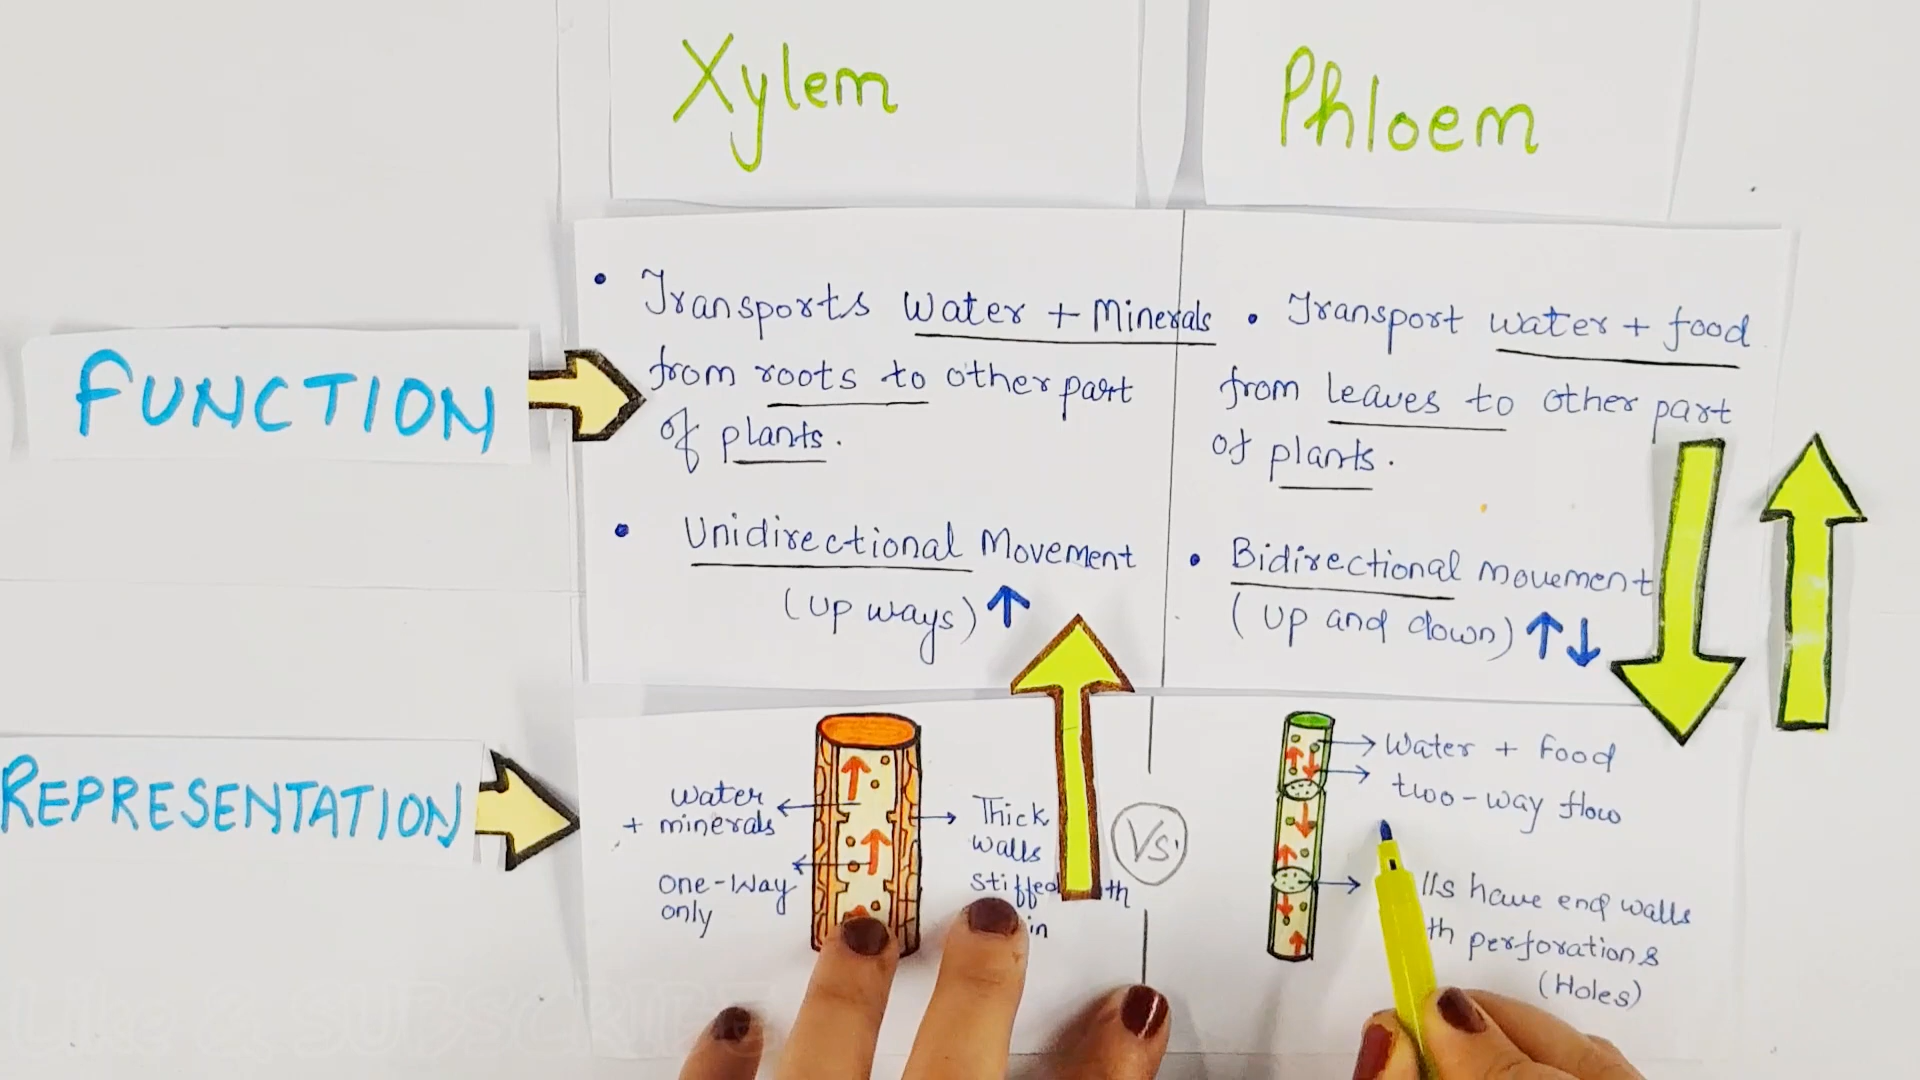 Xylem
Phloem
FUNCTION
• Transports Water + Minerals
from roots to other part
of plants.
• Unidirectional Movement
(up ways) ↑
• Transport water + food
from leaves to other part
of plants.
• Bidirectional movement
(up and down) ↑↓
REPRESENTATION
water
+ minerals
one-way
only
Thick
walls
Vs
Water + Food
two-way flow
have end walls
perforations
(Holes)
Like & SUBSCRIBE